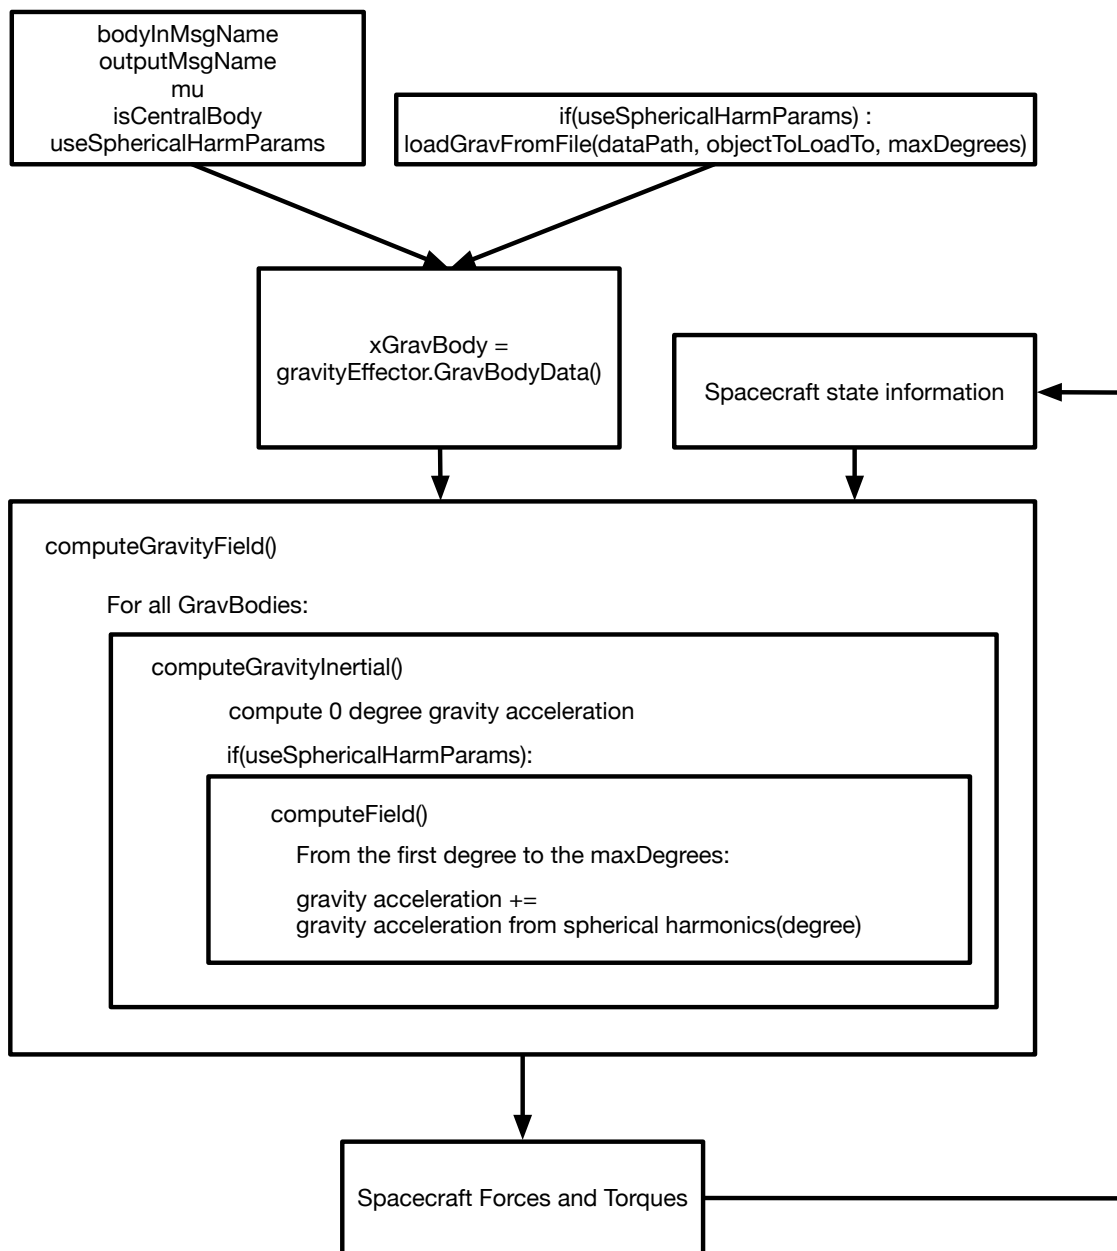 bodyInMsgName
outputMsgName
mu
isCentralBody
useSphericalHarmParams
if(useSphericalHarmParams) :
loadGravFromFile(dataPath, objectToLoadTo, maxDegrees)
xGravBody =
gravityEffector.GravBodyData()
Spacecraft state information
computeGravityField()
For all GravBodies:
computeGravityInertial()
compute 0 degree gravity acceleration
if(useSphericalHarmParams):
computeField()
From the first degree to the maxDegrees:
gravity acceleration +=
gravity acceleration from spherical harmonics(degree)
Spacecraft Forces and Torques